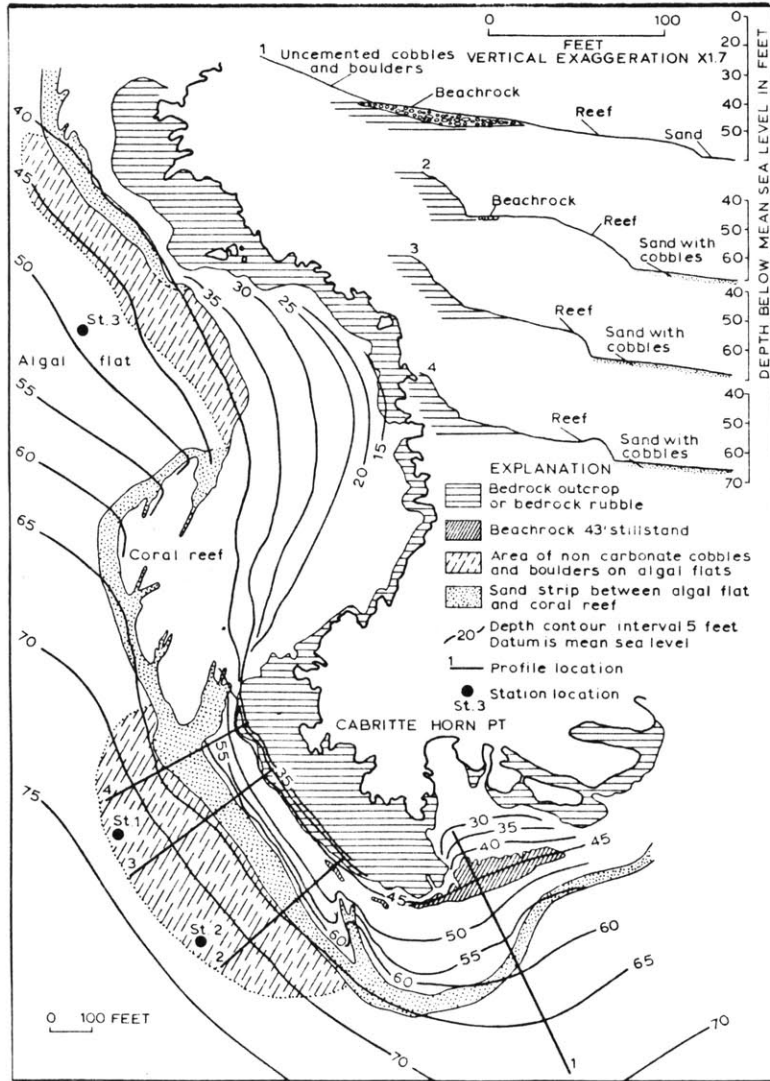 0 100
FEET
VERTICAL EXAGGERATION X1.7
1 Uncemented cobbles
and boulders
Beachrock
Reef
Sand
0
10
20
30
40
50
60
2
Beachrock
Reef
Sand with
cobbles
40
50
60
3
Reef
Sand with
cobbles
40
50
60
70
4
Reef
Sand with
cobbles
40
50
60
70
DEPTH BELOW MEAN SEA LEVEL IN FEET
EXPLANATION
Bedrock outcrop
or bedrock rubble
Beachrock 43' stillstand
Area of non carbonate cobbles
and boulders on algal flats
Sand strip between algal flat
and coral reef
20 Depth contour interval 5 feet
Datum is mean sea level
1 Profile location
St.3 Station location
40
45
50
St.3
Algal flat
55
60
65
70
75
35
30
25
20
15
Coral reef
CABRITTE HORN PT
55
35
4
St.1
3
St. 2
2
60
45
30
35
40
45
50
55
60
60
65
70
70
1
0 100 FEET